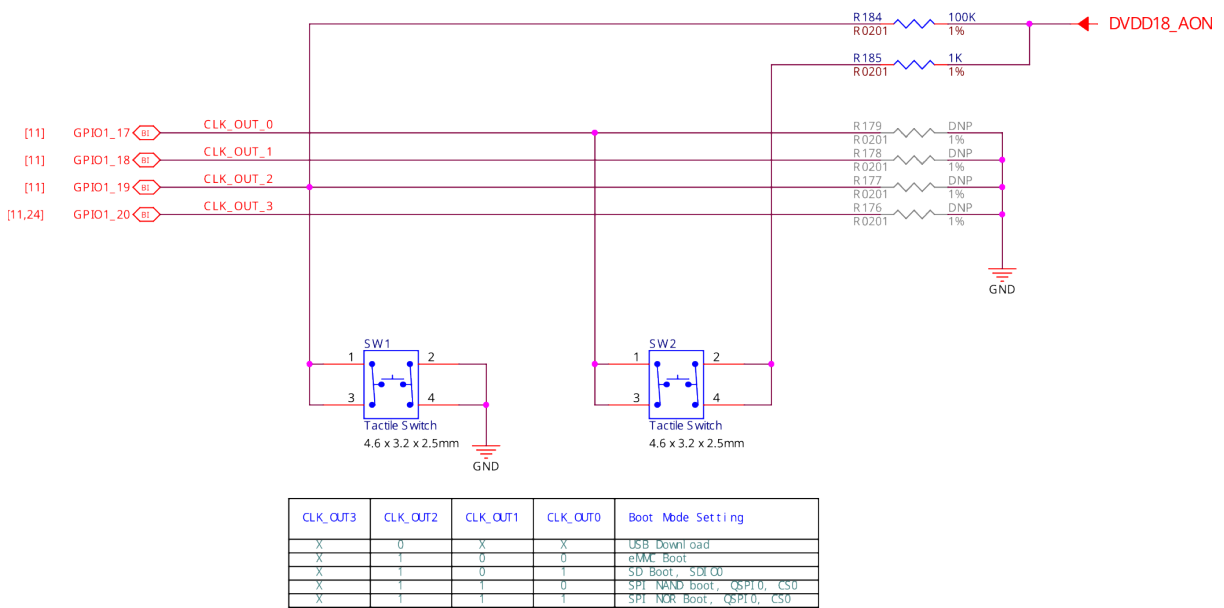 R184 100K
R0201 1%
DVDD18_AON
R185 1K
R0201 1%
[11] GPIO1_17 BI CLK_OUT_0 R179 DNP
R0201 1%
[11] GPIO1_18 BI CLK_OUT_1 R178 DNP
R0201 1%
[11] GPIO1_19 BI CLK_OUT_2 R177 DNP
R0201 1%
[11,24] GPIO1_20 BI CLK_OUT_3 R176 DNP
R0201 1%
GND
SW1
1 2
3 4
Tactile Switch
4.6 x 3.2 x 2.5mm
GND
SW2
1 2
3 4
Tactile Switch
4.6 x 3.2 x 2.5mm
CLK_OUT3 CLK_OUT2 CLK_OUT1 CLK_OUT0 Boot Mode Setting
X 0 X X USB Download
X 1 0 0 eMMC Boot
X 1 0 1 SD Boot, SDIO0
X 1 1 0 SPI NAND boot, QSPI0, CS0
X 1 1 1 SPI NOR Boot, QSPI0, CS0